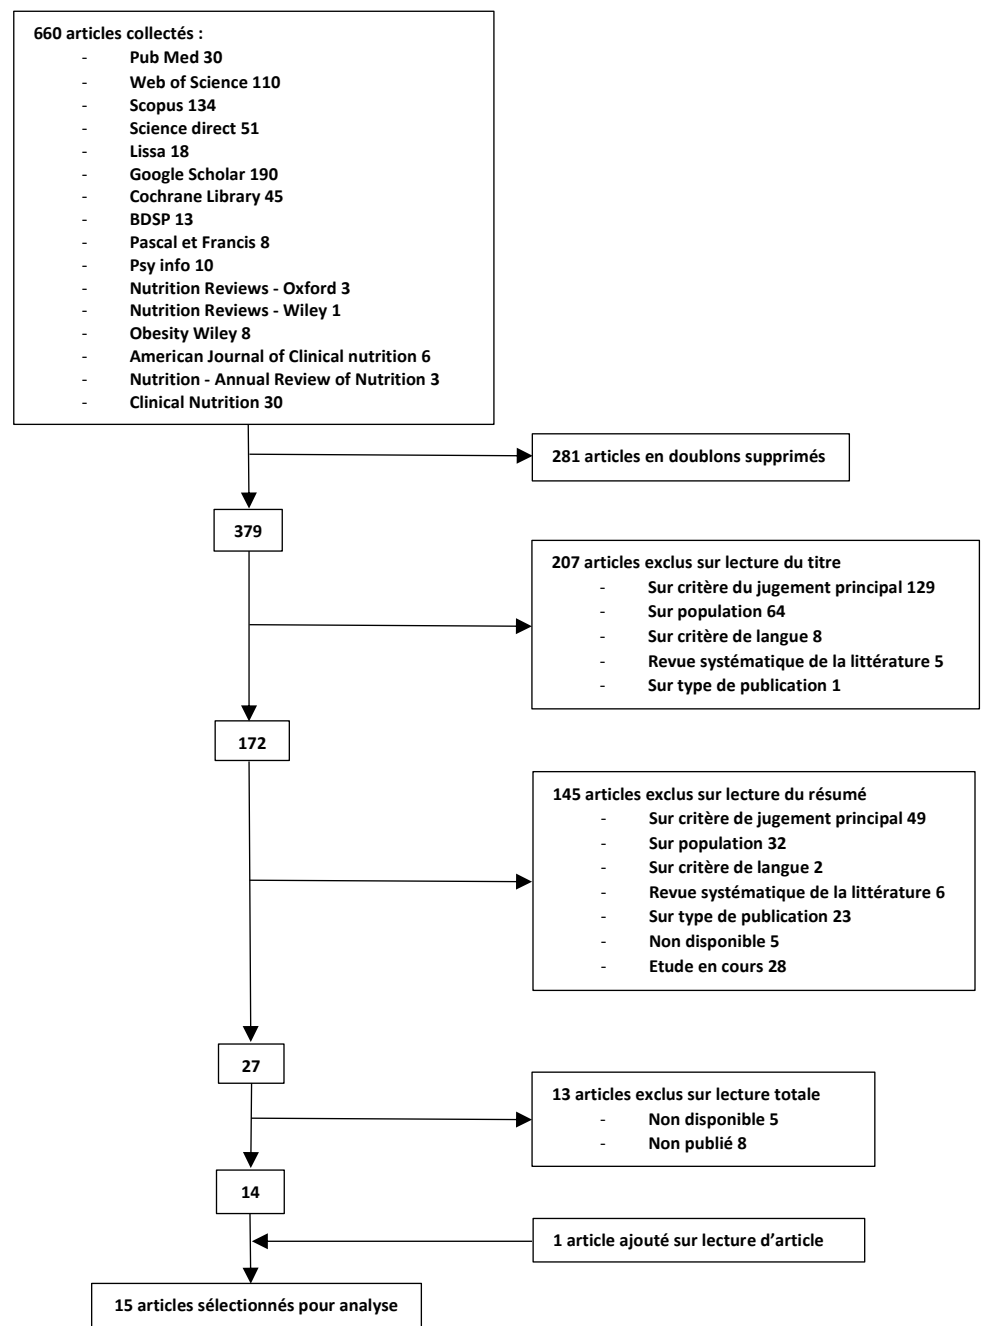 660 articles collectés :
- Pub Med 30
- Web of Science 110
- Scopus 134
- Science direct 51
- Lissa 18
- Google Scholar 190
- Cochrane Library 45
- BDSP 13
- Pascal et Francis 8
- Psy info 10
- Nutrition Reviews - Oxford 3
- Nutrition Reviews - Wiley 1
- Obesity Wiley 8
- American Journal of Clinical nutrition 6
- Nutrition - Annual Review of Nutrition 3
- Clinical Nutrition 30
281 articles en doublons supprimés
379
207 articles exclus sur lecture du titre
- Sur critère du jugement principal 129
- Sur population 64
- Sur critère de langue 8
- Revue systématique de la littérature 5
- Sur type de publication 1
172
145 articles exclus sur lecture du résumé
- Sur critère de jugement principal 49
- Sur population 32
- Sur critère de langue 2
- Revue systématique de la littérature 6
- Sur type de publication 23
- Non disponible 5
- Etude en cours 28
27
13 articles exclus sur lecture totale
- Non disponible 5
- Non publié 8
14
1 article ajouté sur lecture d’article
15 articles sélectionnés pour analyse